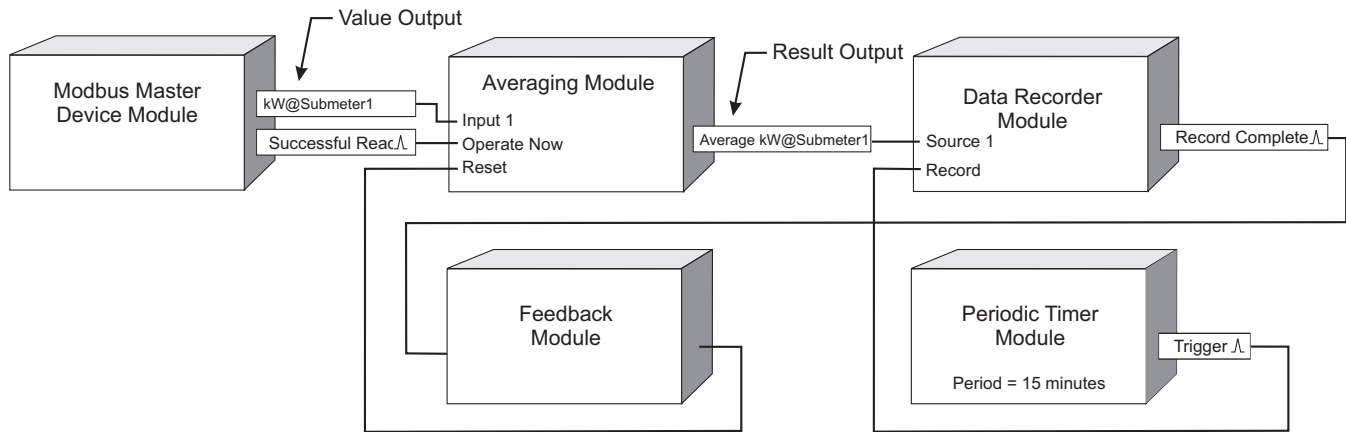 Value Output
Result Output
Modbus Master
Device Module
kW@Submeter1
Successful Read
Averaging Module
Input 1
Operate Now
Reset
Average kW@Submeter1
Data Recorder
Module
Source 1
Record
Record Complete
Feedback
Module
Periodic Timer
Module
Period = 15 minutes
Trigger